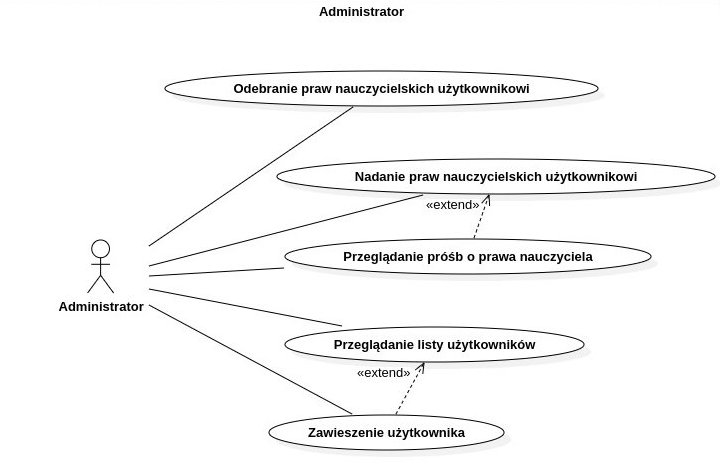 Administrator
Odebranie praw nauczycielskich użytkownikowi
Nadanie praw nauczycielskich użytkownikowi
«extend»
Przeglądanie próśb o prawa nauczyciela
Administrator
Przeglądanie listy użytkowników
«extend»
Zawieszenie użytkownika